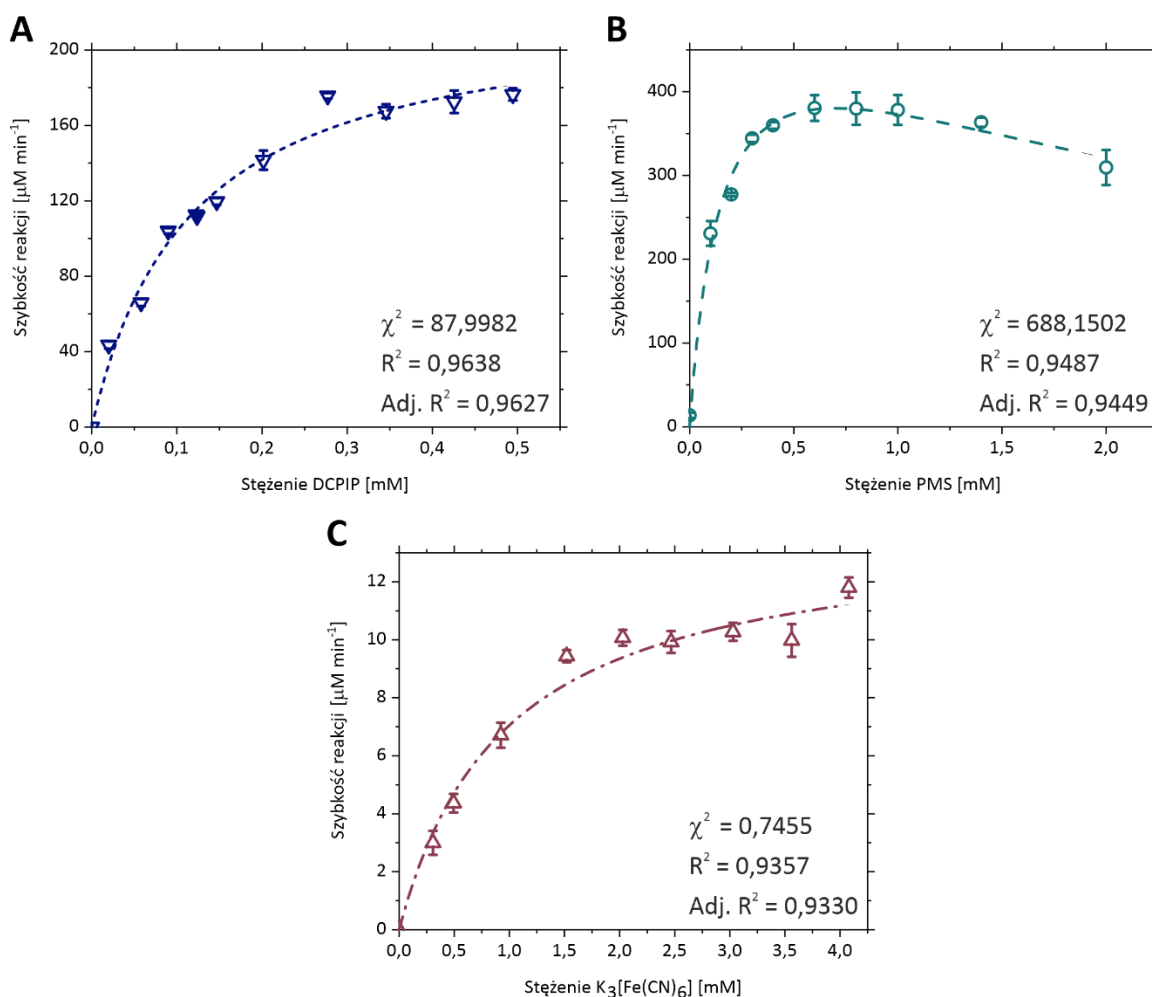 A
Szybkość reakcji [μM min⁻¹]
200
160
120
80
40
0
0,0 0,1 0,2 0,3 0,4 0,5
Stężenie DCPIP [mM]
χ² = 87,9982
R² = 0,9638
Adj. R² = 0,9627
B
Szybkość reakcji [μM min⁻¹]
400
300
200
100
0
0,0 0,5 1,0 1,5 2,0
Stężenie PMS [mM]
χ² = 688,1502
R² = 0,9487
Adj. R² = 0,9449
C
Szybkość reakcji [μM min⁻¹]
12
10
8
6
4
2
0
0,0 0,5 1,0 1,5 2,0 2,5 3,0 3,5 4,0
Stężenie K₃[Fe(CN)₆] [mM]
χ² = 0,7455
R² = 0,9357
Adj. R² = 0,9330